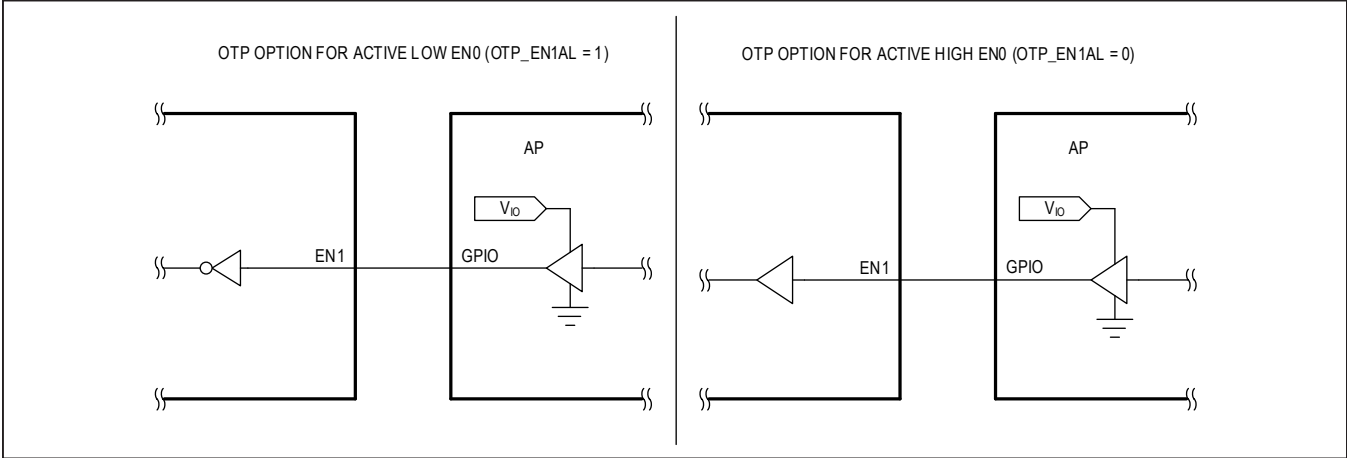 OTP OPTION FOR ACTIVE LOW EN0 (OTP_EN1AL = 1)
AP
VIO
EN1
GPIO
OTP OPTION FOR ACTIVE HIGH EN0 (OTP_EN1AL = 0)
AP
VIO
EN1
GPIO